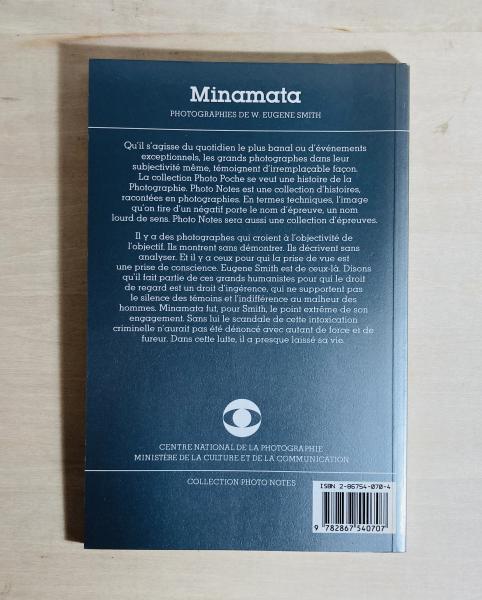 Minamata
PHOTOGRAPHIES DE W. EUGENE SMITH
Qu'il s'agisse du quotidien le plus banal ou d'événements
exceptionnels, les grands photographes dans leur
subjectivité même, témoignent d'irremplaçable façon.
La collection Photo Poche se veut une histoire de la
Photographie. Photo Notes est une collection d'histoires,
racontées en photographies. En termes techniques, l'image
qu'on tire d'un négatif porte le nom d'épreuve, un nom
lourd de sens. Photo Notes sera aussi une collection d'épreuves.
Il y a des photographes qui croient à l'objectivité de
l'objectif. Ils montrent sans démontrer. Ils décrivent sans
analyser. Et il y a ceux pour qui la prise de vue est
une prise de conscience. Eugene Smith est de ceux-là. Disons
qu'il fait partie de ces grands humanistes pour qui le droit
de regard est un droit d'ingérence, qui ne supportent pas
le silence des témoins et l'indifférence au malheur des
hommes. Minamata fut, pour Smith, le point extrême de son
engagement. Sans lui le scandale de cette intoxication
criminelle n'aurait pas été dénoncé avec autant de force et de
fureur. Dans cette lutte, il a presque laissé sa vie.
CENTRE NATIONAL DE LA PHOTOGRAPHIE
MINISTÈRE DE LA CULTURE ET DE LA COMMUNICATION
COLLECTION PHOTO NOTES
ISBN 2-86754-070-4
9 782867 540707